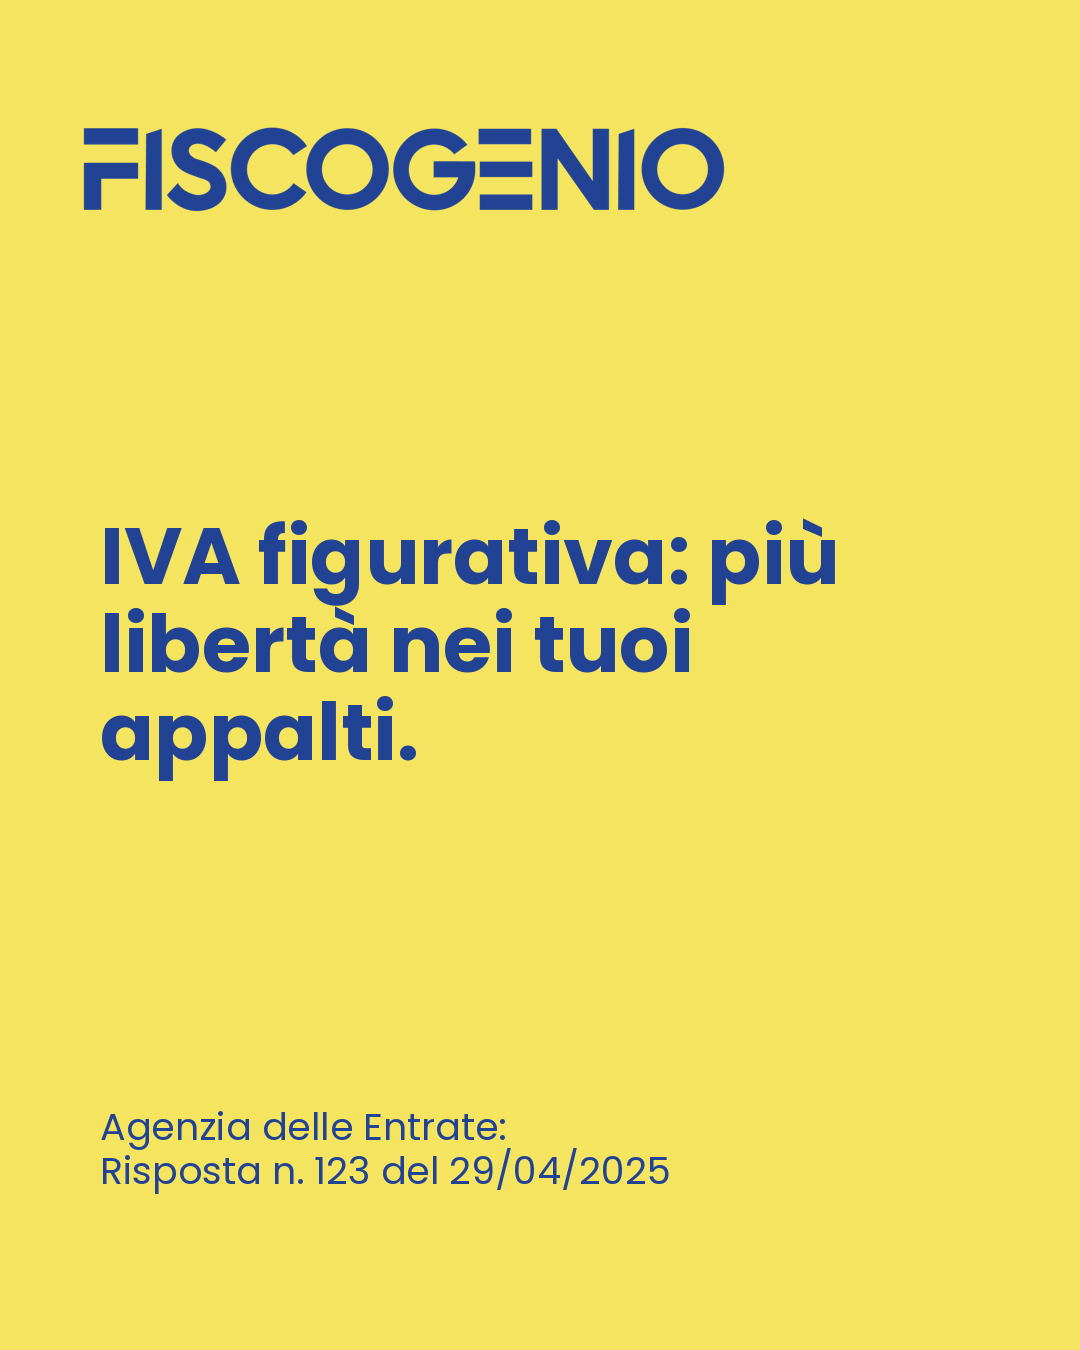 FISCOGENIO
IVA figurativa: più
libertà nei tuoi
appalti.
Agenzia delle Entrate:
Risposta n. 123 del 29/04/2025